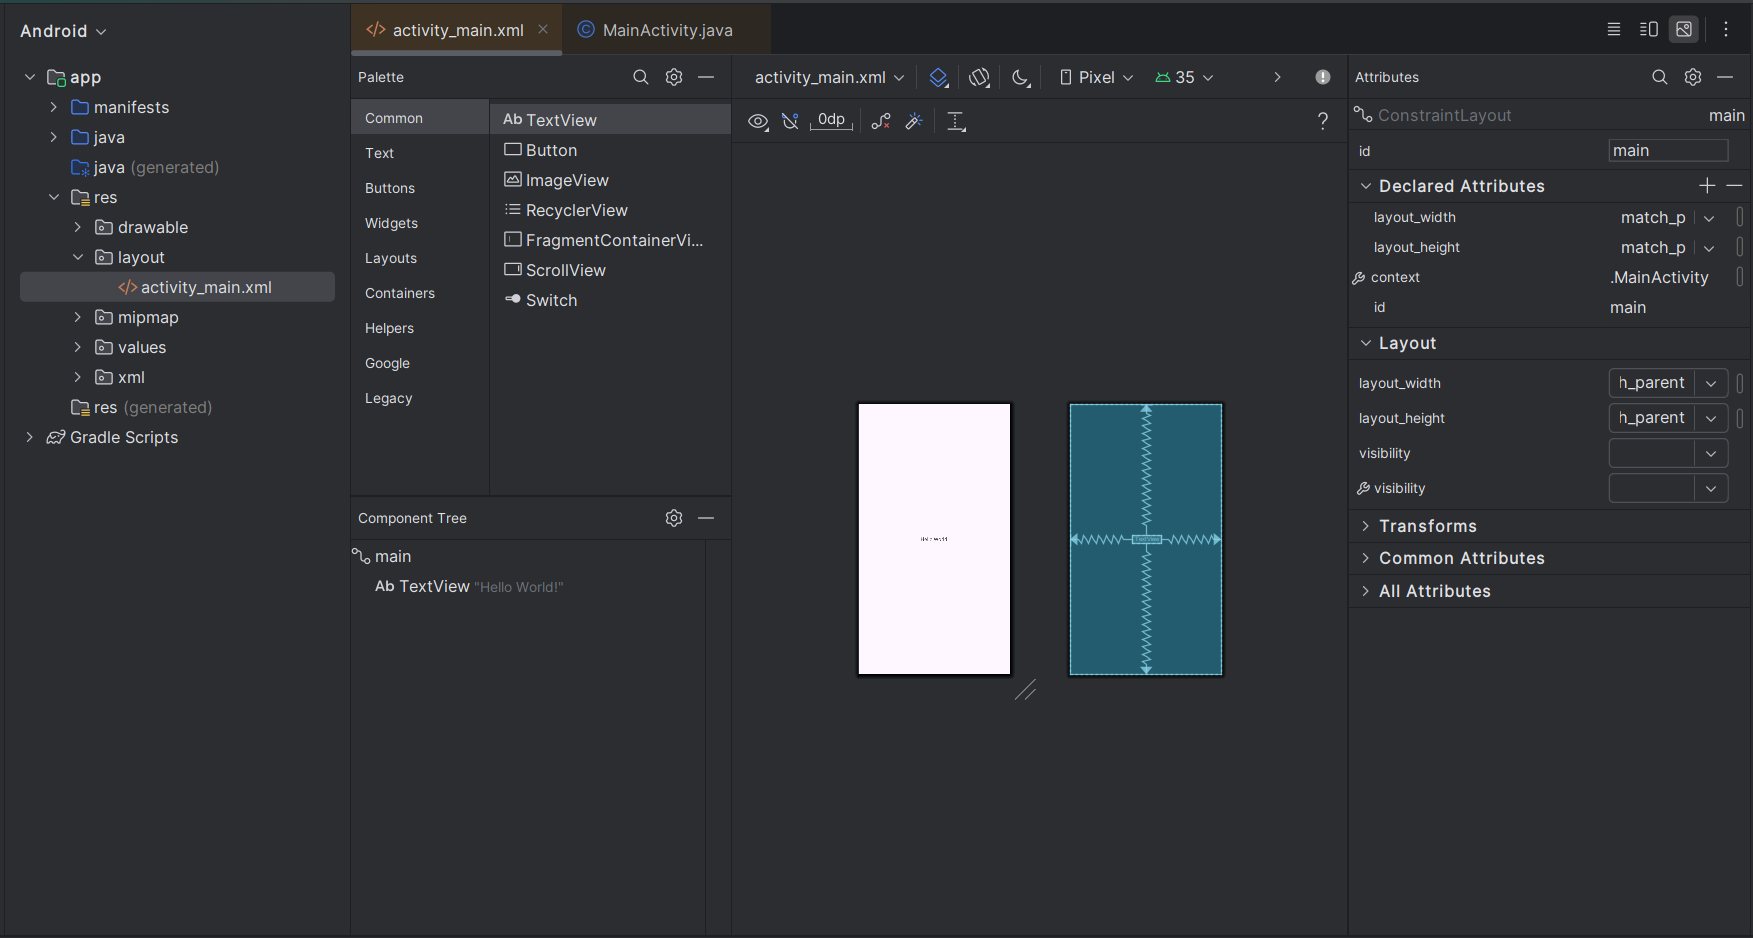 Android
app
manifests
java
java (generated)
res
drawable
layout
activity_main.xml
mipmap
values
xml
res (generated)
Gradle Scripts
activity_main.xml
MainActivity.java
Palette
Common
Text
Buttons
Widgets
Layouts
Containers
Helpers
Google
Legacy
Ab TextView
Button
ImageView
RecyclerView
FragmentContainerVi...
ScrollView
Switch
Component Tree
main
Ab TextView "Hello World!"
activity_main.xml
Pixel
35
0dp
?
Hello World!
TextView
Attributes
ConstraintLayout main
id main
Declared Attributes
layout_width match_p
layout_height match_p
context .MainActivity
id main
Layout
layout_width h_parent
layout_height h_parent
visibility
visibility
Transforms
Common Attributes
All Attributes